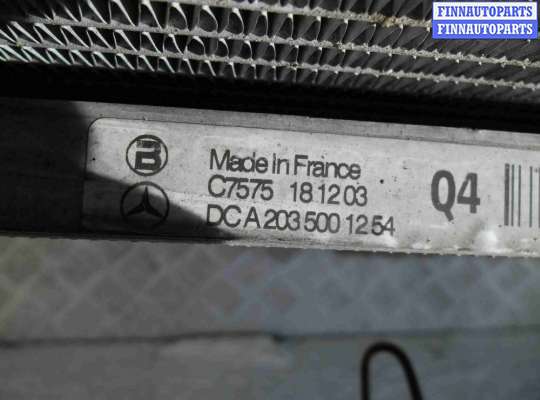 FINNAUTOPARTS
FINNAUTOPARTS
B
Made In France
C7575 18 12 03
DC A 203 500 12 54
Q4